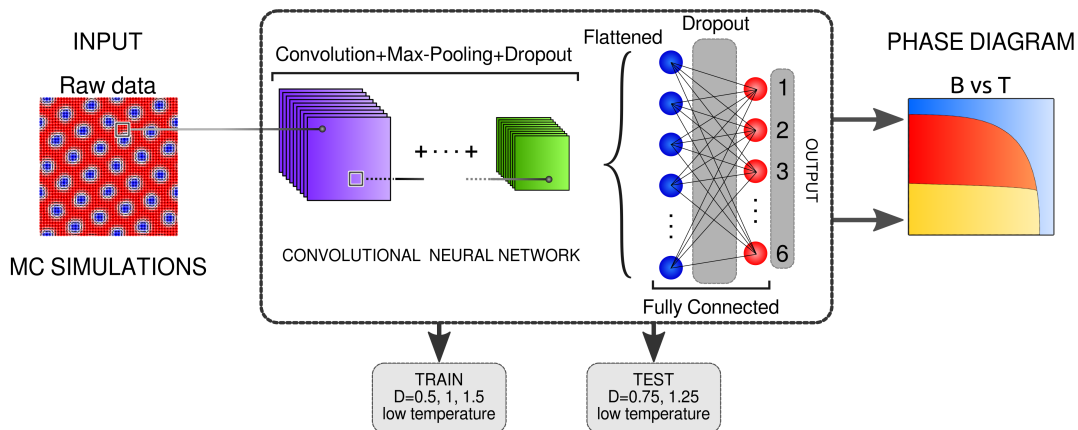 INPUT
Raw data
MC SIMULATIONS
Convolution+Max-Pooling+Dropout
+····+
CONVOLUTIONAL NEURAL NETWORK
Flattened
Dropout
1
2
3
6
OUTPUT
Fully Connected
PHASE DIAGRAM
B vs T
TRAIN
D=0.5, 1, 1.5
low temperature
TEST
D=0.75, 1.25
low temperature